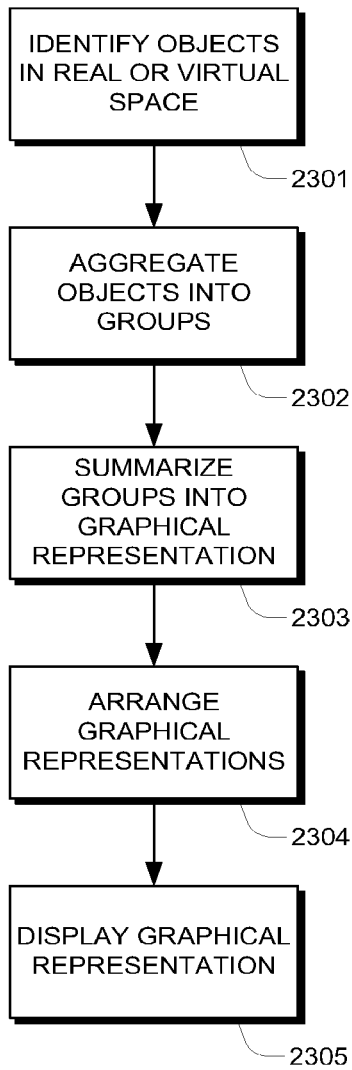 IDENTIFY OBJECTS
IN REAL OR VIRTUAL
SPACE
2301
AGGREGATE
OBJECTS INTO
GROUPS
2302
SUMMARIZE
GROUPS INTO
GRAPHICAL
REPRESENTATION
2303
ARRANGE
GRAPHICAL
REPRESENTATIONS
2304
DISPLAY GRAPHICAL
REPRESENTATION
2305